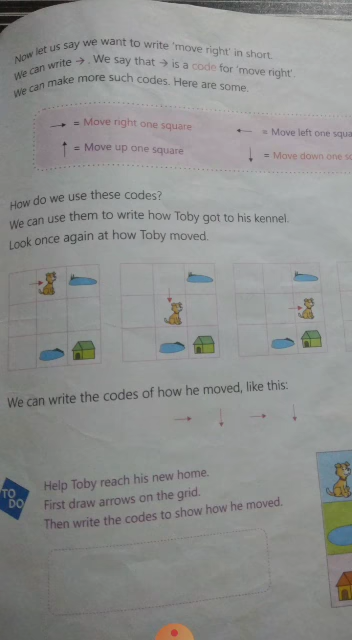 Now let us say we want to write 'move right' in short.
We can write →. We say that → is a code for 'move right'.
We can make more such codes. Here are some.
→ = Move right one square
← = Move left one squa
↑ = Move up one square
↓ = Move down one
How do we use these codes?
We can use them to write how Toby got to his kennel.
Look once again at how Toby moved.
We can write the codes of how he moved, like this:
→ ↓ → ↓
TO
DO
Help Toby reach his new home.
First draw arrows on the grid.
Then write the codes to show how he moved.